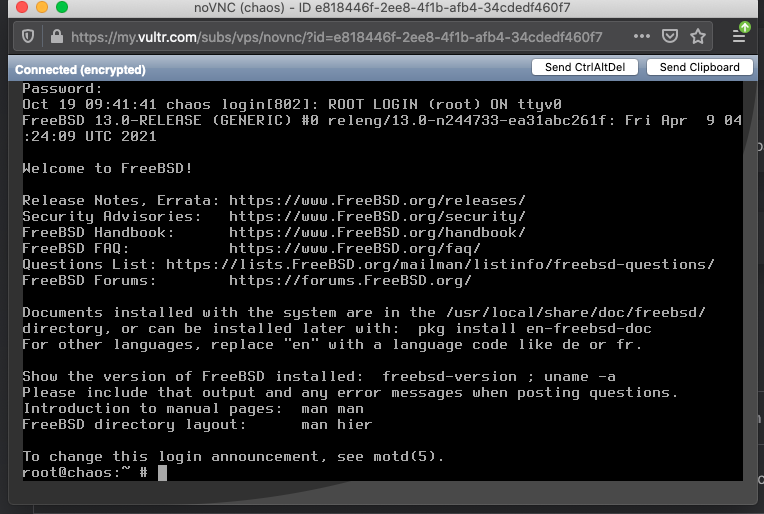 noVNC (chaos) - ID e818446f-2ee8-4f1b-afb4-34cdedf460f7
https://my.vultr.com/subs/vps/novnc/?id=e818446f-2ee8-4f1b-afb4-34cdedf460f7
Connected (encrypted)
Send CtrlAltDel
Send Clipboard
Password:
Oct 19 09:41:41 chaos login[802]: ROOT LOGIN (root) ON ttyv0
FreeBSD 13.0-RELEASE (GENERIC) #0 releng/13.0-n244733-ea31abc261f: Fri Apr  9 04
:24:09 UTC 2021
Welcome to FreeBSD!
Release Notes, Errata: https://www.FreeBSD.org/releases/
Security Advisories:   https://www.FreeBSD.org/security/
FreeBSD Handbook:      https://www.FreeBSD.org/handbook/
FreeBSD FAQ:           https://www.FreeBSD.org/faq/
Questions List: https://lists.FreeBSD.org/mailman/listinfo/freebsd-questions/
FreeBSD Forums:        https://forums.FreeBSD.org/
Documents installed with the system are in the /usr/local/share/doc/freebsd/
directory, or can be installed later with:  pkg install en-freebsd-doc
For other languages, replace "en" with a language code like de or fr.
Show the version of FreeBSD installed:  freebsd-version ; uname -a
Please include that output and any error messages when posting questions.
Introduction to manual pages:  man man
FreeBSD directory layout:      man hier
To change this login announcement, see motd(5).
root@chaos:~ #